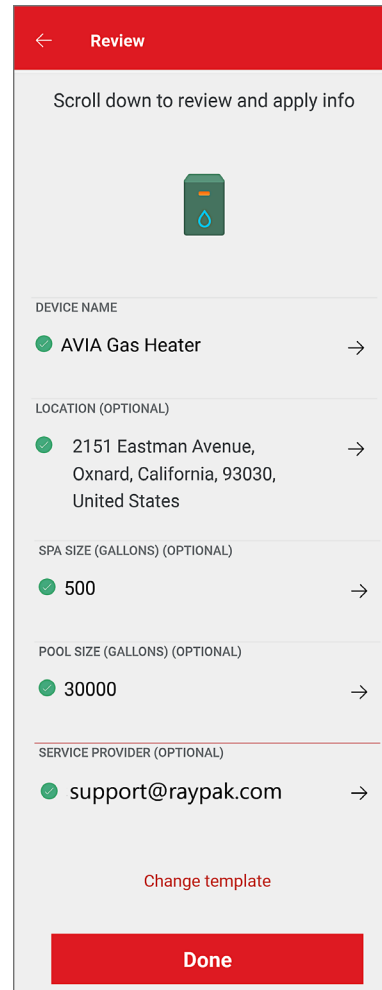 Review
Scroll down to review and apply info
DEVICE NAME
AVIA Gas Heater
LOCATION (OPTIONAL)
2151 Eastman Avenue,
Oxnard, California, 93030,
United States
SPA SIZE (GALLONS) (OPTIONAL)
500
POOL SIZE (GALLONS) (OPTIONAL)
30000
SERVICE PROVIDER (OPTIONAL)
support@raypak.com
Change template
Done